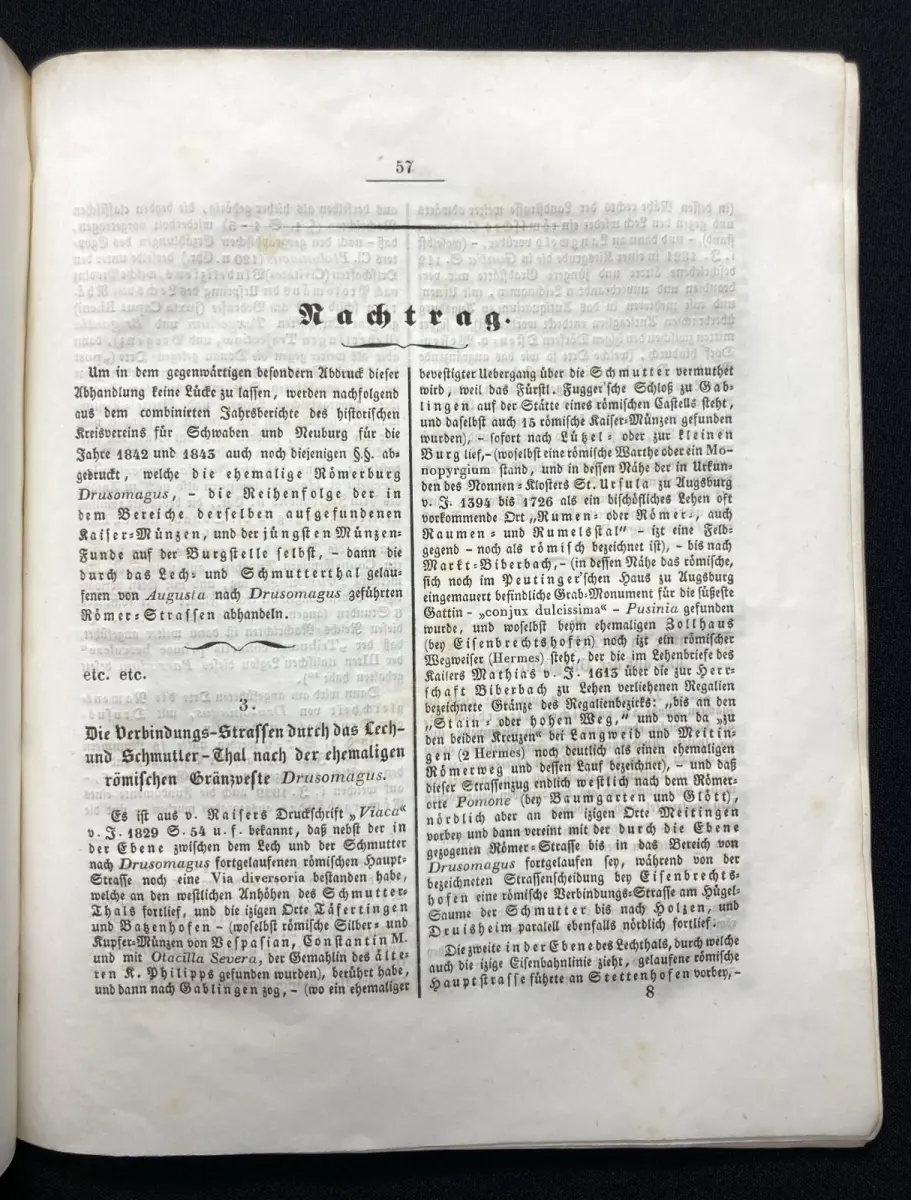 57
Nachtrag.
Um in dem gegenwärtigen besondern Abdruck dieser
Abhandlung keine Lücke zu lassen, werden nachfolgend
aus dem combinirten Jahrsberichte des historischen
Kreisvereins für Schwaben und Neuburg für die
Jahre 1842 und 1843 auch noch diejenigen §§. ab-
gedruckt, welche die ehemalige Römerburg
Drusomagus, – die Reihenfolge der in
dem Bereiche derselben aufgefundenen
Kaiser-Münzen, und der jüngsten Münzen-
Funde auf der Burgstelle selbst, – dann die
durch das Lech- und Schmutterthal gelau-
fenen von Augusta nach Drusomagus geführten
Römer-Strassen abhandeln.
etc. etc.
3.
Die Verbindungs-Strassen durch das Lech-
und Schmutter-Thal nach der ehemaligen
römischen Gränzveste Drusomagus.
Es ist aus v. Raisers Druckschrift „Viaca“
v. J. 1829 S. 54 u. f. bekannt, daß nebst der in
der Ebene zwischen dem Lech und der Schmutter
nach Drusomagus fortgelaufenen römischen Haupt-
Strasse noch eine Via diversoria bestanden habe,
welche an den westlichen Anhöhen des Schmutter-
Thals fortlief, und die izigen Orte Täfertingen
und Batzenhofen – (woselbst römische Silber- und
Kupfer-Münzen von Vespasian, Constantin M.
und mit Otacilla Severa, der Gemahlin des älte-
ren K. Philipps gefunden wurden), berührt habe,
und dann nach Gablingen zog, – (wo ein ehemaliger
bevestigter Uebergang über die Schmutter vermuthet
wird, weil das Fürstl. Fugger'sche Schloß zu Gab-
lingen auf der Stätte eines römischen Castells steht,
und daselbst auch 15 römische Kaiser-Münzen gefunden
wurden), – sofort nach Lützel- oder zur kleinen
Burg lief, – (woselbst eine römische Warthe oder ein Mo-
nopyrgium stand, und in dessen Nähe der in Urkun-
den des Nonnen-Klosters St. Ursula zu Augsburg
v. J. 1394 bis 1726 als ein bischöfliches Lehen oft
vorkommende Ort „Rumen- oder Römer-, auch
Raumen- und Rumelsstal“ – izt eine Feld-
gegend – noch als römisch bezeichnet ist), – bis nach
Markt-Biberbach, – (in dessen Nähe das römische,
sich noch im Peutinger'schen Haus zu Augsburg
eingemauert befindliche Grab-Monument für die süßeste
Gattin – „conjux dulcissima“ – Pusinia gefunden
wurde, und woselbst beym ehemaligen Zollhaus
(bey Eisenbrechtshofen) noch izt ein römischer
Wegweiser (Hermes) steht, der die im Lehenbriefe des
Kaisers Mathias v. J. 1613 über die zur Herr-
schaft Biberbach zu Lehen verliehenen Regalien
bezeichnete Gränze des Regalienbezirks: „bis an den
„Stain- oder hohen Weg,“ und von da „zu
den beiden Kreuzen“ bei Langweid und Meitin-
gen (2 Hermes) noch deutlich als einen ehemaligen
Römerweg und dessen Lauf bezeichnet), – und daß
dieser Strassenzug endlich westlich nach dem Römer-
orte Pomone (bey Baumgarten und Glött),
nördlich aber an dem izigen Orte Meitingen
vorbey und dann vereint mit der durch die Ebene
gezogenen Römer-Strasse bis in das Bereich von
Drusomagus fortgelaufen sey, während von der
bezeichneten Strassenscheidung bey Eisenbrechts-
hofen eine römische Verbindungs-Strasse am Hügel-
Saume der Schmutter bis nach Holzen, und
Druisheim paralell ebenfalls nördlich fortlief.
Die zweite in der Ebene des Lechthals, durch welche
auch die izige Eisenbahnlinie zieht, gelaufene römische
Hauptstrasse führte an Stettenhofen vorbey, –
8